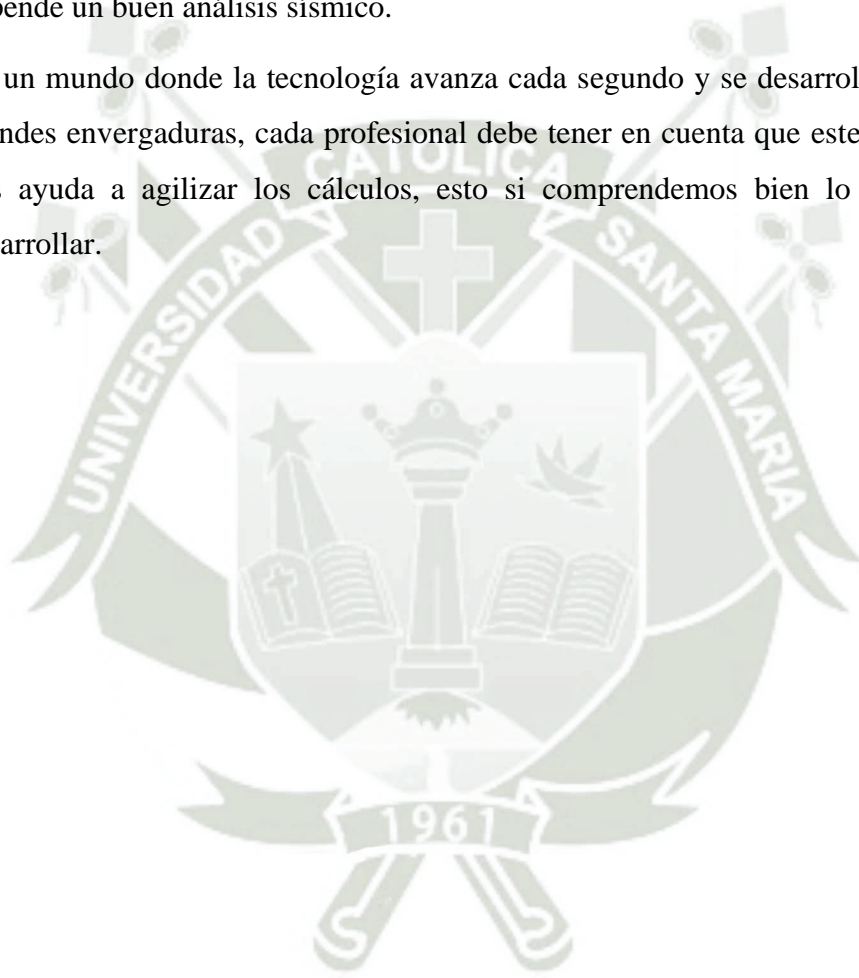 pende un buen análisis sísmico.
un mundo donde la tecnología avanza cada segundo y se desarrol
ndes envergaduras, cada profesional debe tener en cuenta que este
ayuda a agilizar los cálculos, esto si comprendemos bien lo
arrollar.
UNIVERSIDAD CATOLICA SANTA MARIA
1961